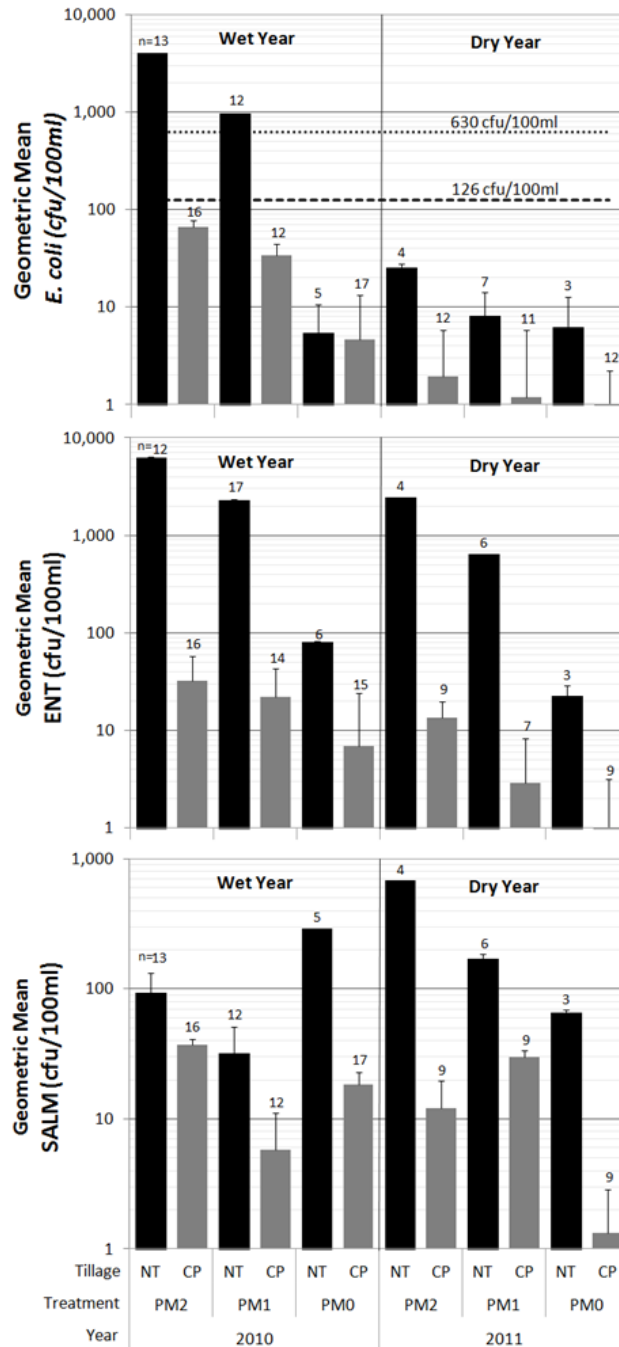 10,000
1,000
100
10
1
Geometric Mean
E. coli (cfu/100ml)
Wet Year
Dry Year
n=13
16
12
12
5
17
4
12
7
11
3
12
630 cfu/100ml
126 cfu/100ml
10,000
1,000
100
10
1
Geometric Mean
ENT (cfu/100ml)
Wet Year
Dry Year
n=12
16
17
14
6
15
4
9
6
7
3
9
1,000
100
10
1
Geometric Mean
SALM (cfu/100ml)
Wet Year
Dry Year
n=13
16
12
12
5
17
4
9
6
9
3
9
Tillage NT CP NT CP NT CP NT CP NT CP NT CP
Treatment PM2 PM1 PM0 PM2 PM1 PM0
Year 2010 2011